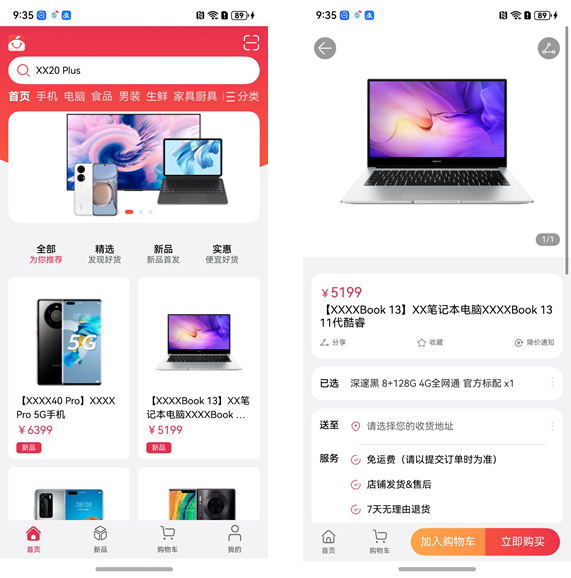 9:35
89
XX20 Plus
首页 手机 电脑 食品 男装 生鲜 家具厨具 分类
全部 精选 新品 实惠
为你推荐 发现好货 新品首发 便宜好货
5G
【XXXX40 Pro】XXXX
Pro 5G手机
￥6399
新品
【XXXXBook 13】XX笔
记本电脑XXXXBook ...
￥5199
新品
首页 新品 购物车 我的
9:35
89
1/1
￥5199
【XXXXBook 13】XX笔记本电脑XXXXBook 13
11代酷睿
分享 收藏 降价通知
已选 深邃黑 8+128G 4G全网通 官方标配 x1
送至 请选择您的收货地址
服务 免运费（请以提交订单时为准）
店铺发货&售后
7天无理由退货
首页 购物车 加入购物车 立即购买